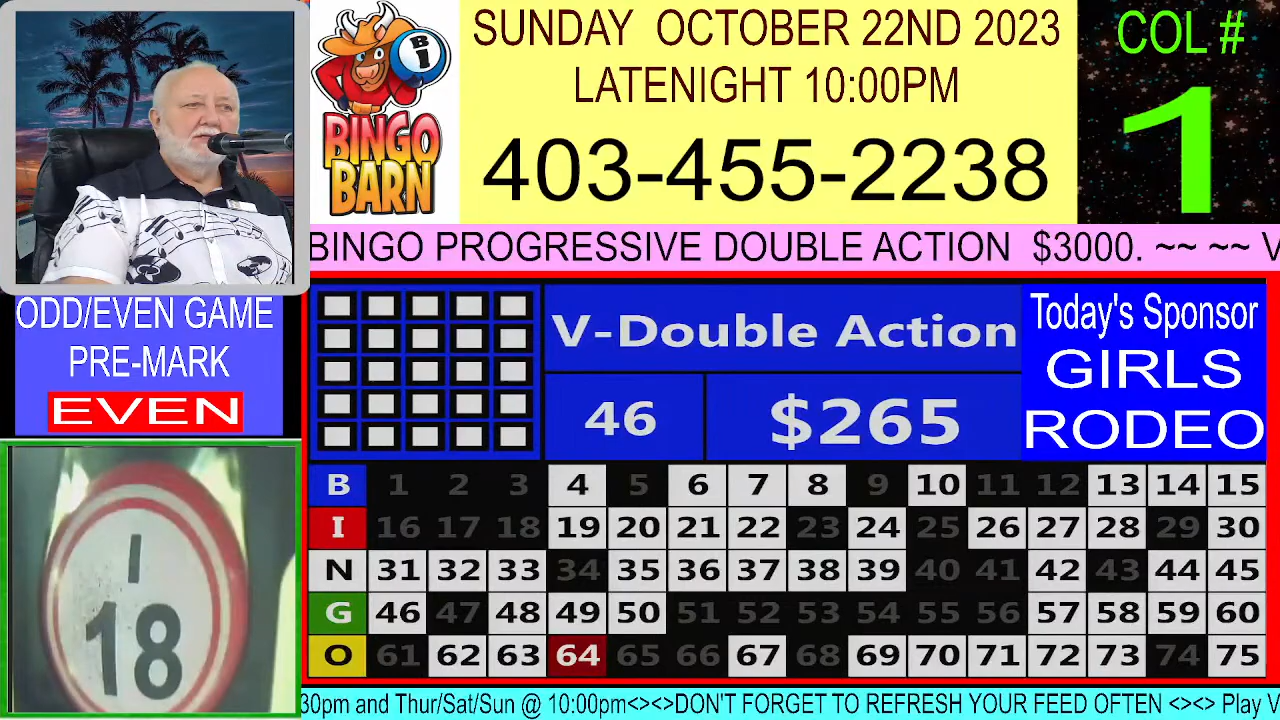 SUNDAY OCTOBER 22ND 2023
LATENIGHT 10:00PM
403-455-2238
COL #
1
BI
BINGO
BARN
BINGO PROGRESSIVE DOUBLE ACTION $3000. ~~ ~~ V
ODD/EVEN GAME
PRE-MARK
EVEN
V-Double Action
46
$265
Today's Sponsor
GIRLS
RODEO
B 1 2 3 4 5 6 7 8 9 10 11 12 13 14 15
I 16 17 18 19 20 21 22 23 24 25 26 27 28 29 30
N 31 32 33 34 35 36 37 38 39 40 41 42 43 44 45
G 46 47 48 49 50 51 52 53 54 55 56 57 58 59 60
O 61 62 63 64 65 66 67 68 69 70 71 72 73 74 75
I
18
30pm and Thur/Sat/Sun @ 10:00pm<><>DON'T FORGET TO REFRESH YOUR FEED OFTEN <><> Play V